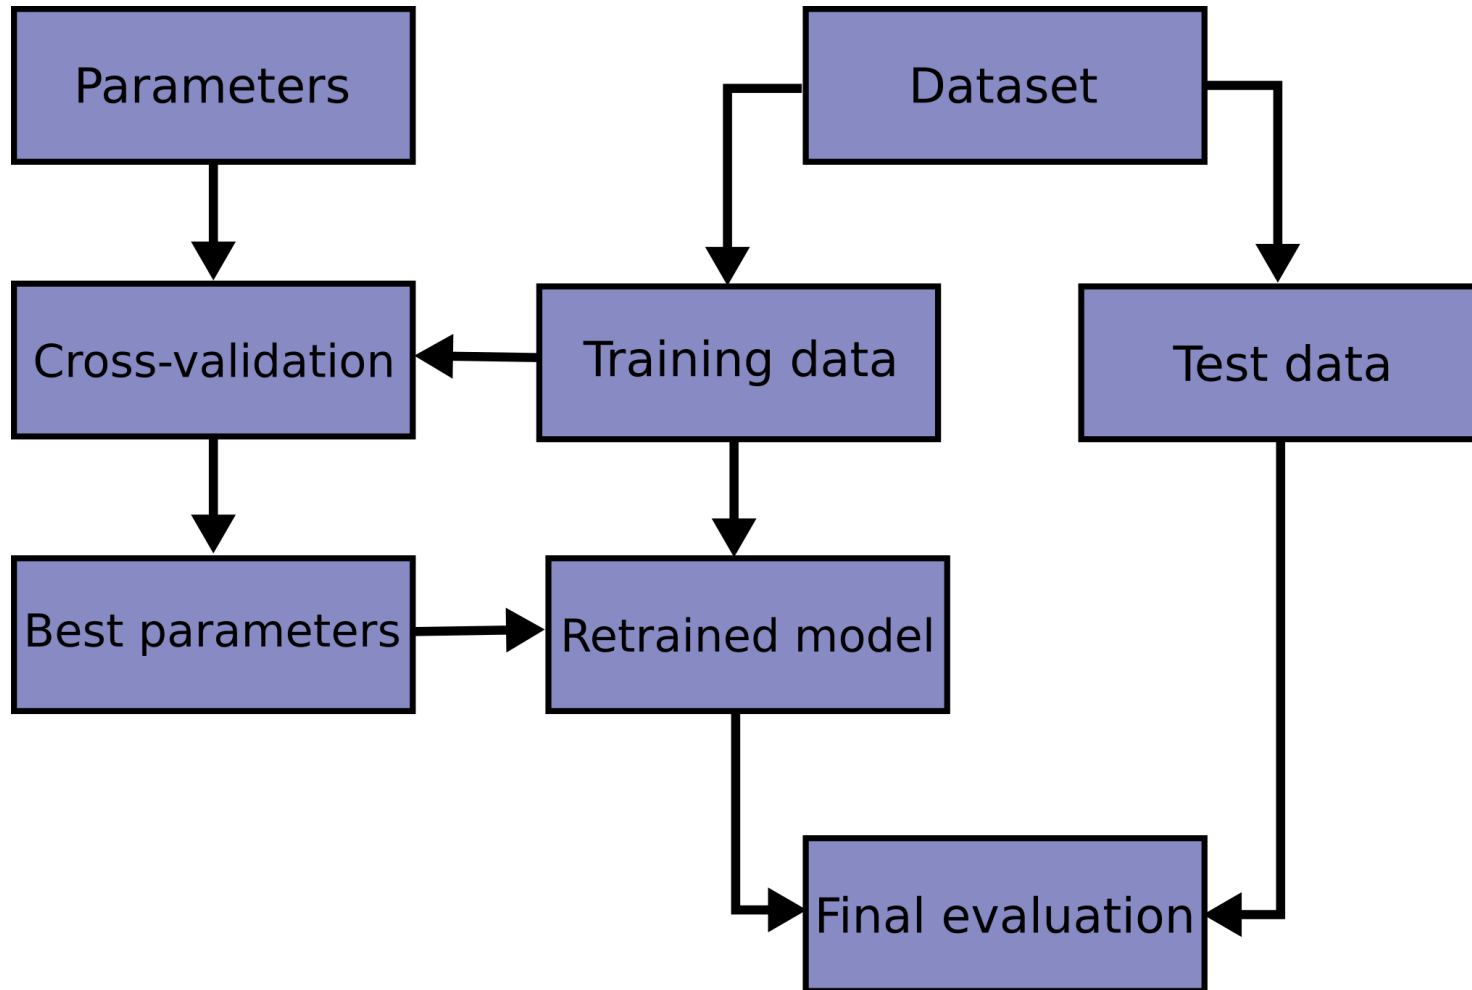 Parameters
Dataset
Cross-validation
Training data
Test data
Best parameters
Retrained model
Final evaluation